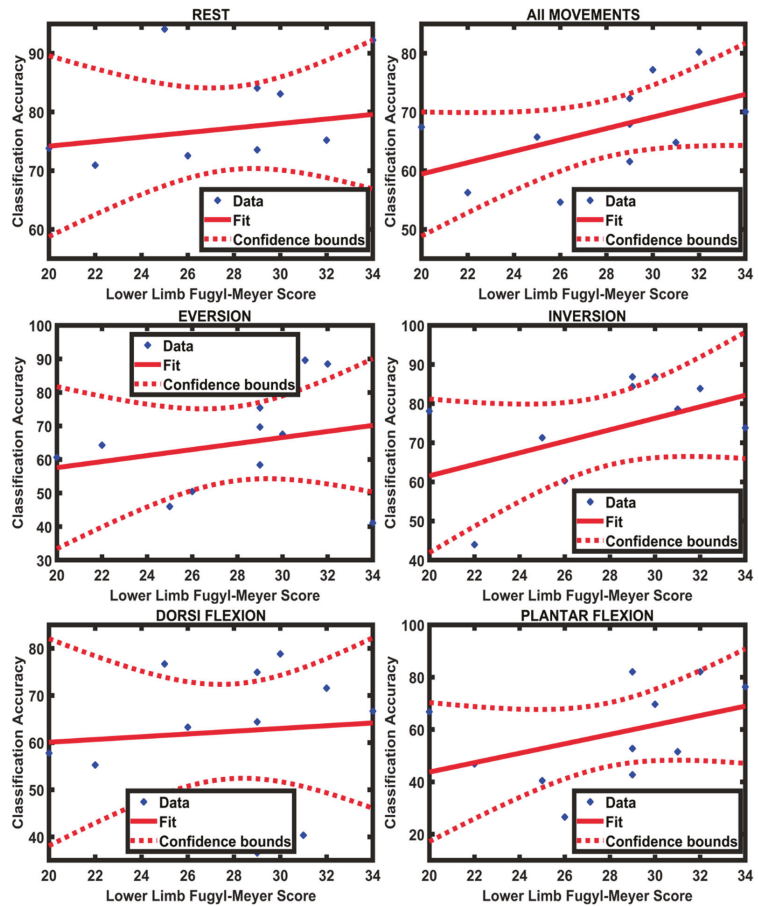 REST
Classification Accuracy
90
80
70
60
Data
Fit
Confidence bounds
20 22 24 26 28 30 32 34
Lower Limb Fugyl-Meyer Score
All MOVEMENTS
Classification Accuracy
80
70
60
50
Data
Fit
Confidence bounds
20 22 24 26 28 30 32 34
Lower Limb Fugyl-Meyer Score
EVERSION
Classification Accuracy
100
90
80
70
60
50
40
30
Data
Fit
Confidence bounds
20 22 24 26 28 30 32 34
Lower Limb Fugyl-Meyer Score
INVERSION
Classification Accuracy
100
90
80
70
60
50
40
Data
Fit
Confidence bounds
20 22 24 26 28 30 32 34
Lower Limb Fugyl-Meyer Score
DORSI FLEXION
Classification Accuracy
80
70
60
50
40
Data
Fit
Confidence bounds
20 22 24 26 28 30 32 34
Lower Limb Fugyl-Meyer Score
PLANTAR FLEXION
Classification Accuracy
100
80
60
40
20
Data
Fit
Confidence bounds
20 22 24 26 28 30 32 34
Lower Limb Fugyl-Meyer Score